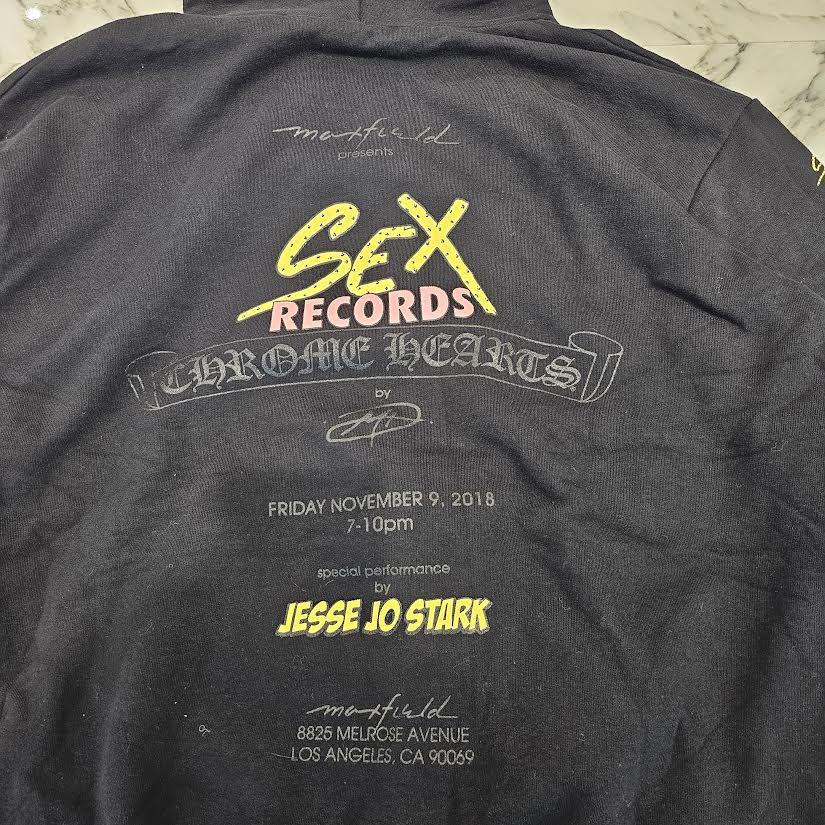 maxfield
presents
SEX
RECORDS
CHROME HEARTS
by
FRIDAY NOVEMBER 9, 2018
7-10pm
special performance
by
JESSE JO STARK
maxfield
8825 MELROSE AVENUE
LOS ANGELES, CA 90069